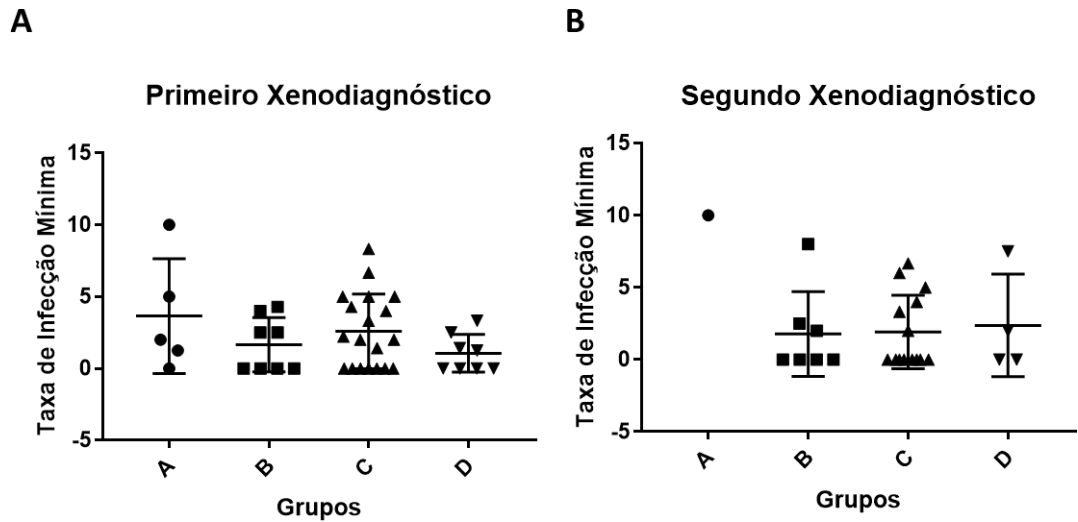 A
Primeiro Xenodiagnóstico
Taxa de Infecção Mínima
15
10
5
0
-5
A B C D
Grupos
B
Segundo Xenodiagnóstico
Taxa de Infecção Mínima
15
10
5
0
-5
A B C D
Grupos